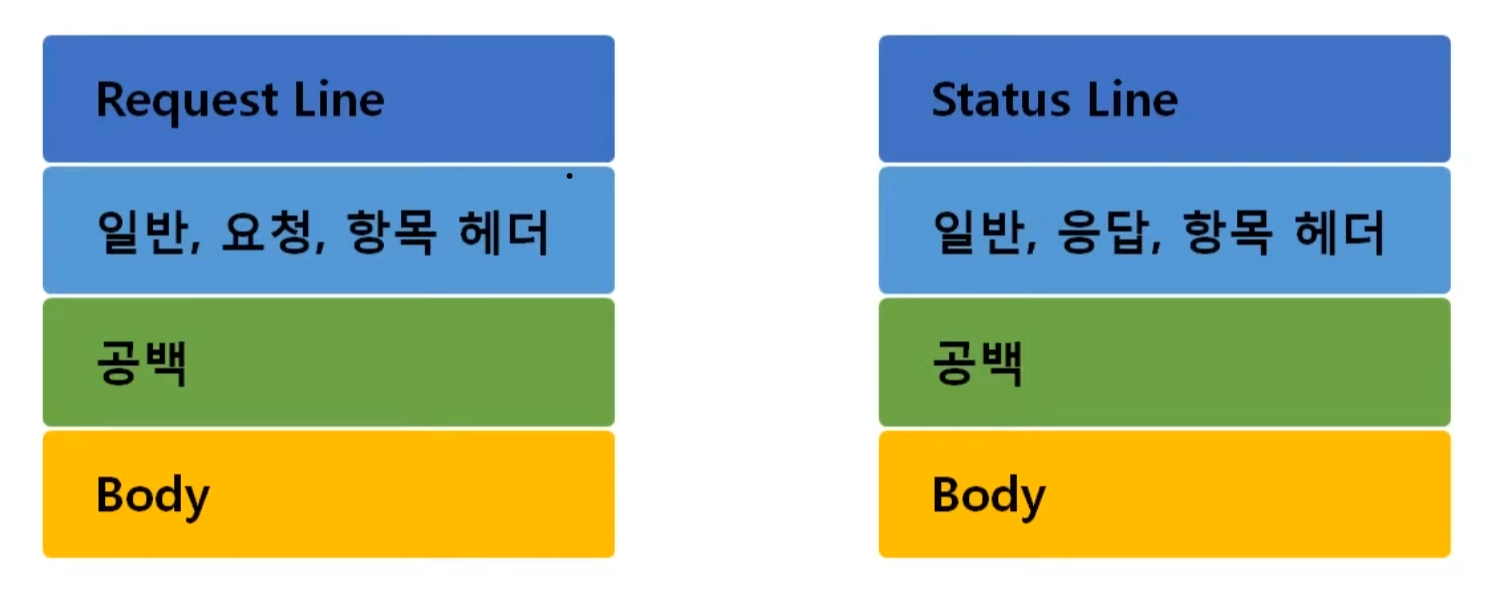 Request Line
일반, 요청, 항목 헤더
공백
Body
Status Line
일반, 응답, 항목 헤더
공백
Body